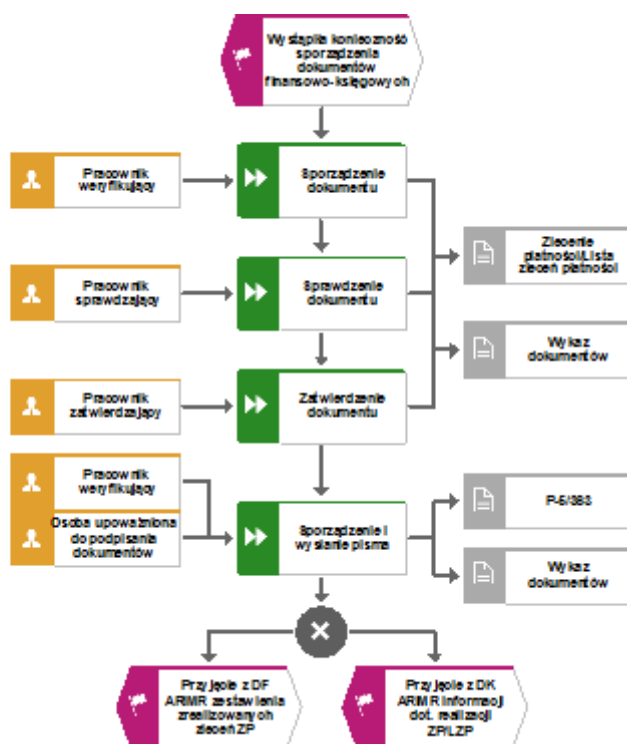 Wystąpiła konieczność
sporządzenia
dokumentów
finansowo-księgowych
Pracownik
weryfikujący
Sporządzenie
dokumentu
Zlecenie
płatności/Lista
zleceń płatności
Pracownik
sprawdzający
Sprawdzenie
dokumentu
Wykaz
dokumentów
Pracownik
zatwierdzający
Zatwierdzenie
dokumentu
Pracownik
weryfikujący
Osoba upoważniona
do podpisania
dokumentów
Sporządzenie i
wysłanie pisma
P-6/383
Wykaz
dokumentów
Przyjęcie z DF
ARiMR zestawienia
zrealizowanych
zleceń ZP
Przyjęcie z DK
ARiMR informacji
dot. realizacji
ZP/LZP